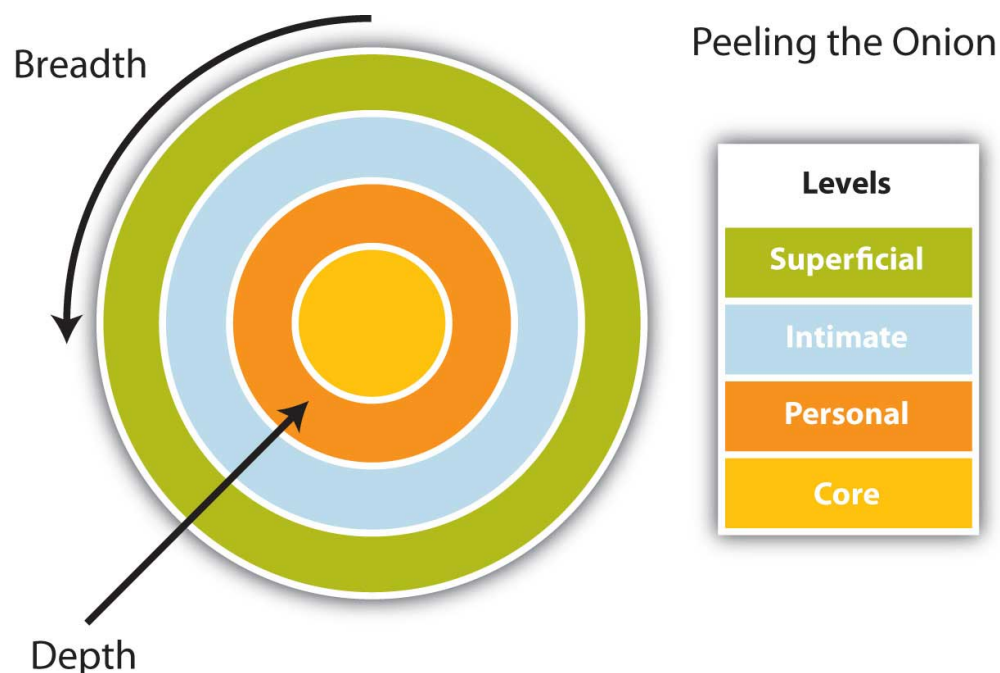 Breadth
Peeling the Onion
Levels
Superficial
Intimate
Personal
Core
Depth